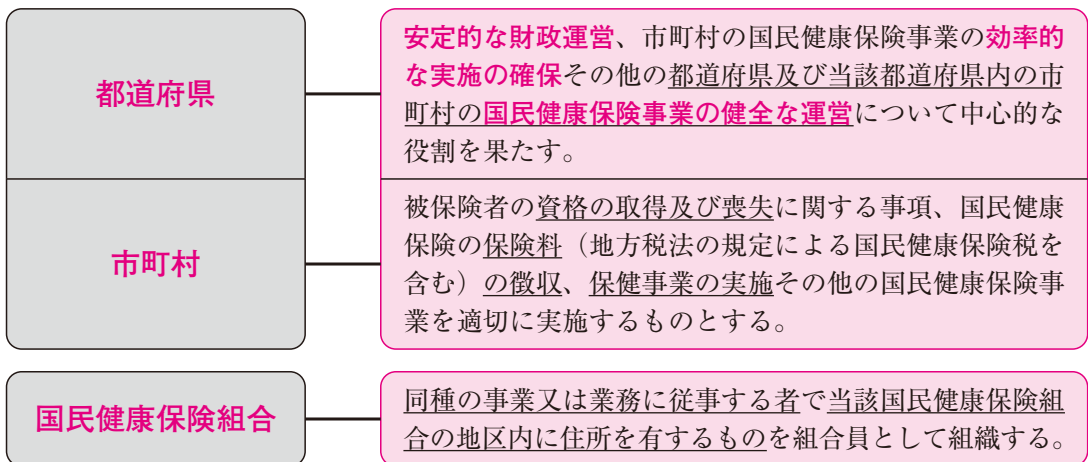 都道府県
安定的な財政運営、市町村の国民健康保険事業の効率的
な実施の確保その他の都道府県及び当該都道府県内の市
町村の国民健康保険事業の健全な運営について中心的な
役割を果たす。
市町村
被保険者の資格の取得及び喪失に関する事項、国民健康
保険の保険料（地方税法の規定による国民健康保険税を
含む）の徴収、保健事業の実施その他の国民健康保険事
業を適切に実施するものとする。
国民健康保険組合
同種の事業又は業務に従事する者で当該国民健康保険組
合の地区内に住所を有するものを組合員として組織する。